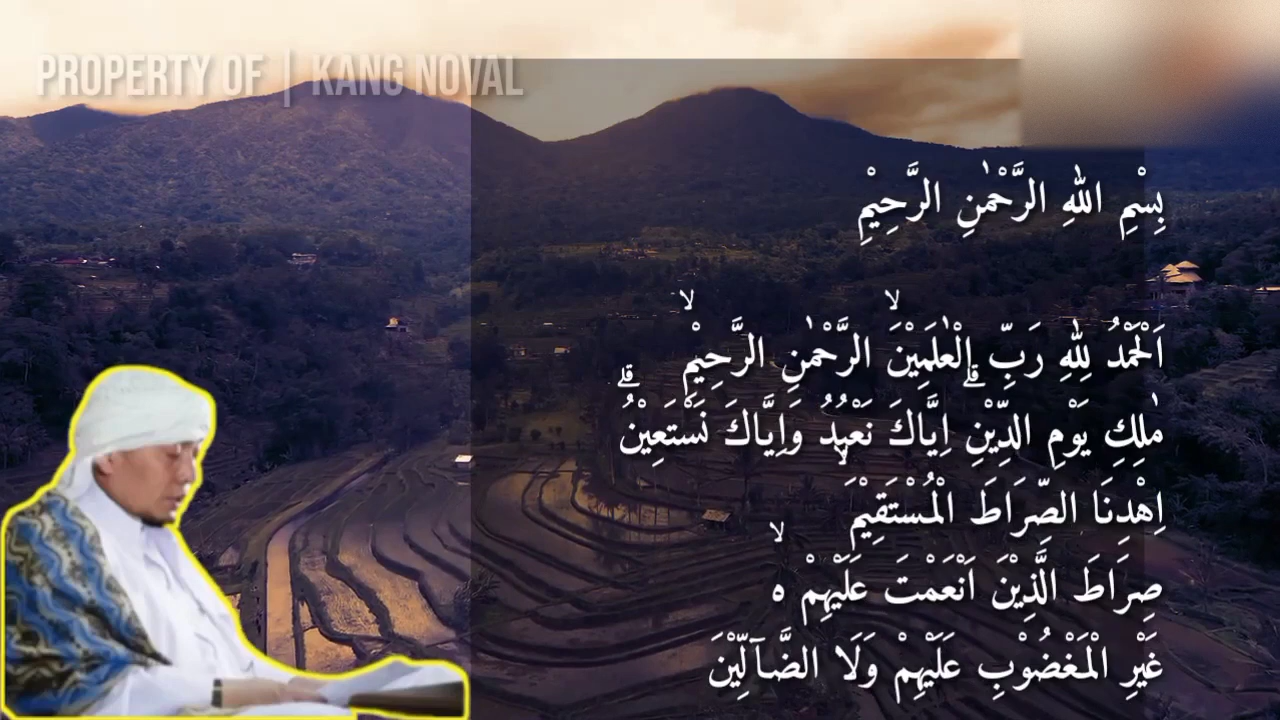 PROPERTY OF | KANG NOVAL
بِسْمِ اللهِ الرَّحْمٰنِ الرَّحِيْمِ
اَلْحَمْدُ لِلّٰهِ رَبِّ الْعٰلَمِيْنَۙ الرَّحْمٰنِ الرَّحِيْمِۙ
مٰلِكِ يَوْمِ الدِّيْنِۗ اِيَّاكَ نَعْبُدُ وَاِيَّاكَ نَسْتَعِيْنُۗ
اِهْدِنَا الصِّرَاطَ الْمُسْتَقِيْمَۙ
صِرَاطَ الَّذِيْنَ اَنْعَمْتَ عَلَيْهِمْ ەۙ
غَيْرِ الْمَغْضُوْبِ عَلَيْهِمْ وَلَا الضَّاۤلِّيْنَ